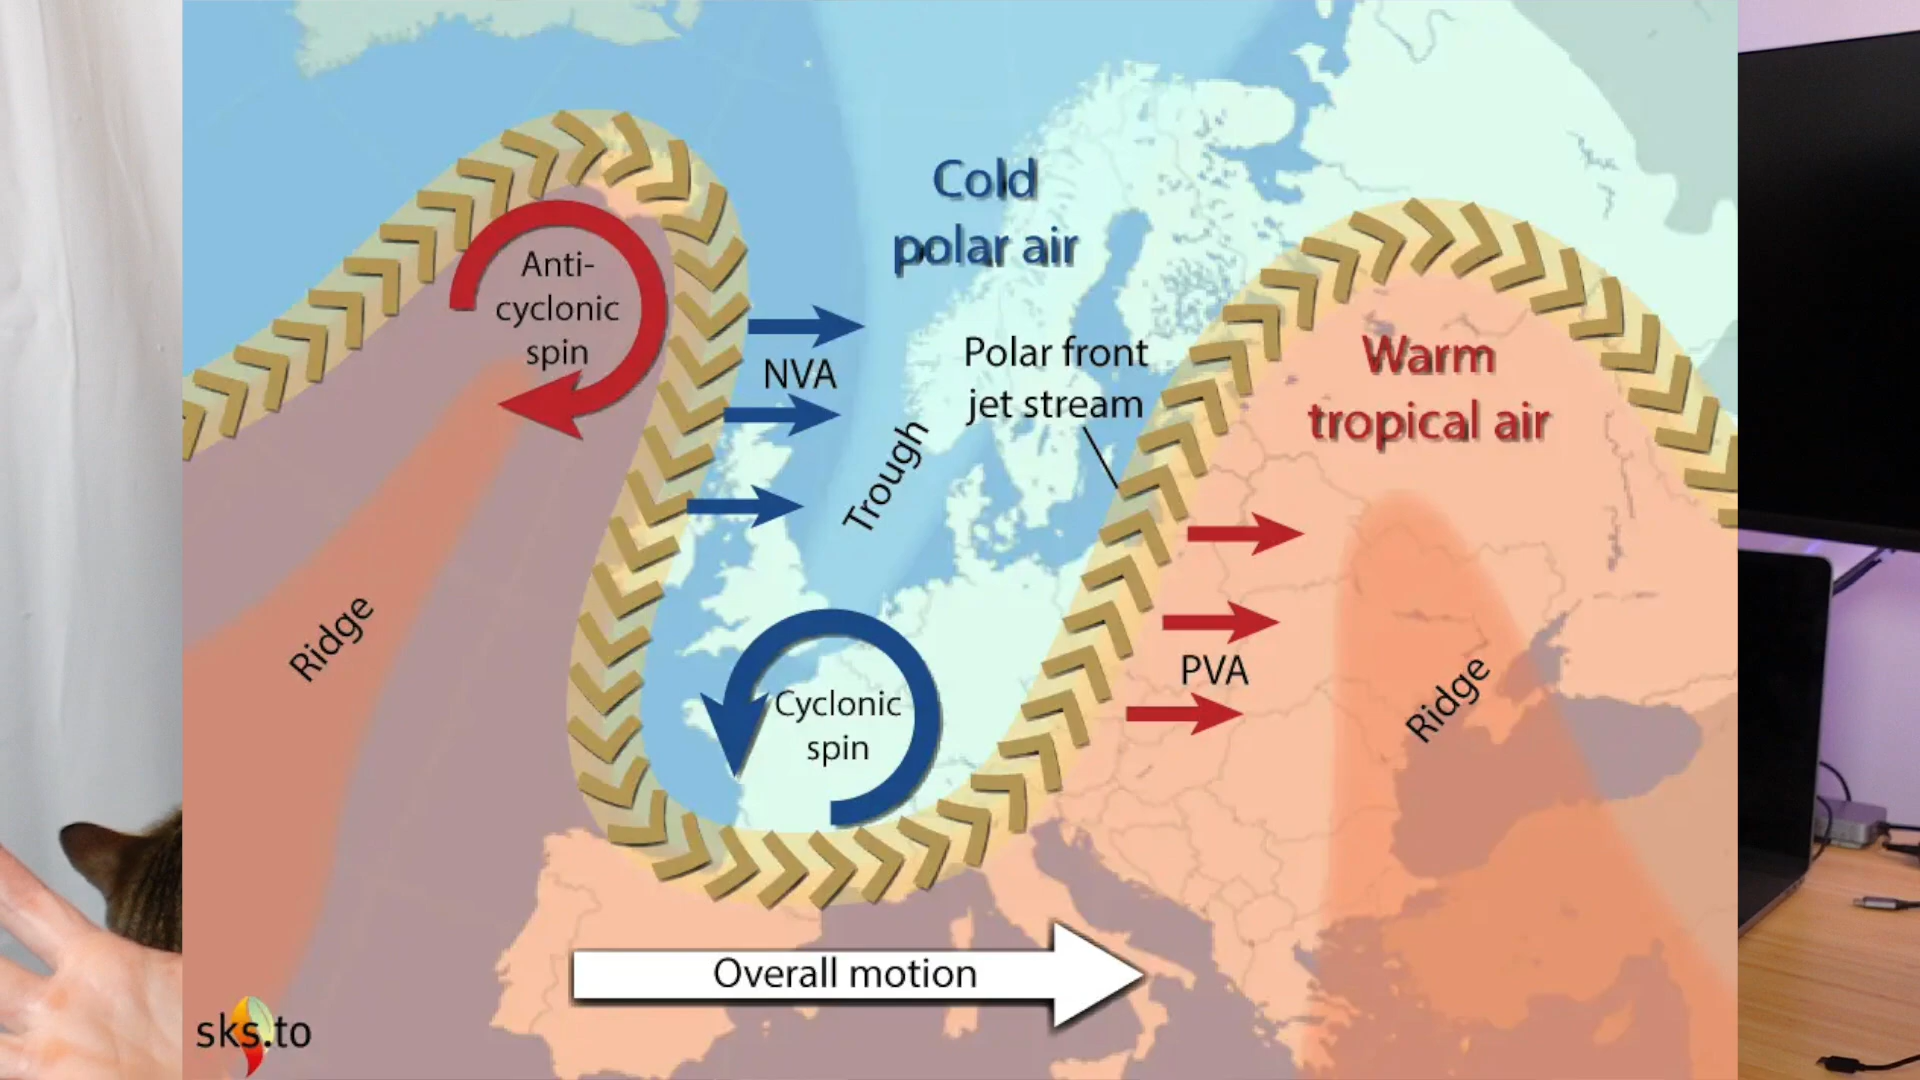 Cold
polar air
Anti-
cyclonic
spin
NVA
Polar front
jet stream
Warm
tropical air
Trough
Ridge
Cyclonic
spin
PVA
Ridge
Overall motion
sks.to